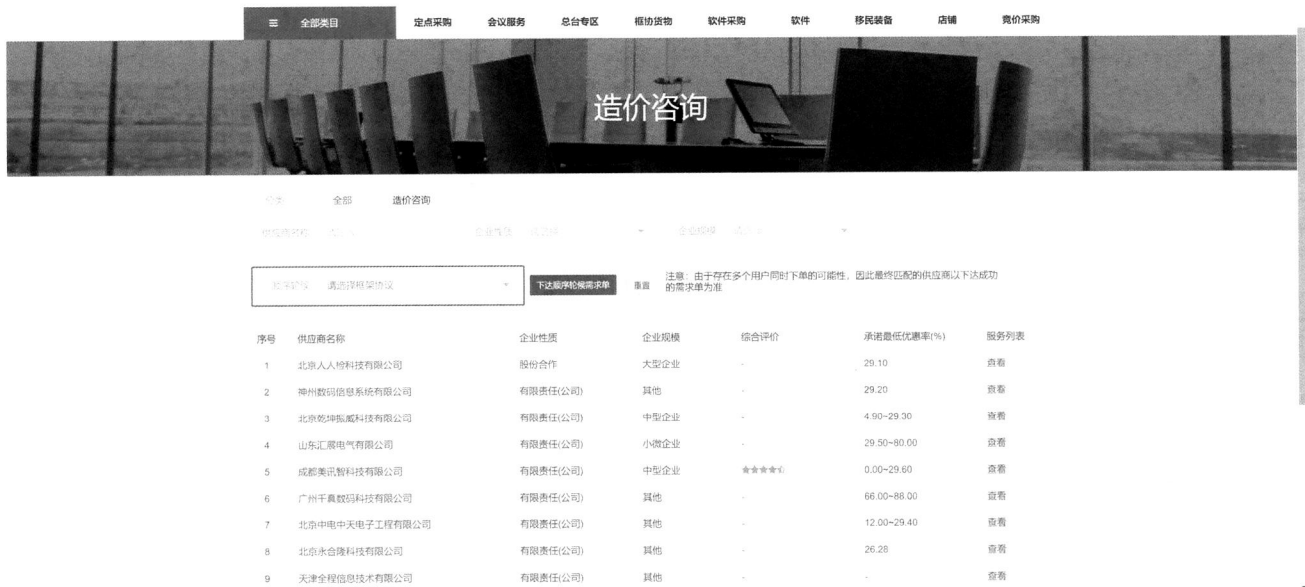 全部类目 定点采购 会议服务 总台专区 框协货物 软件采购 软件 移民装备 店铺 竞价采购
造价咨询
分类 全部 造价咨询
供应商名称 企业性质 企业规模
请选择框架协议 下达顺序轮候需求单 重置 注意：由于存在多个用户同时下单的可能性，因此最终匹配的供应商以下达成功
的需求单为准
序号 供应商名称 企业性质 企业规模 综合评价 承诺最低优惠率(%) 服务列表
1 北京人人检科技有限公司 股份合作 大型企业 - 29.10 查看
2 神州数码信息系统有限公司 有限责任(公司) 其他 - 29.20 查看
3 北京乾坤振威科技有限公司 有限责任(公司) 中型企业 - 4.90~29.30 查看
4 山东汇展电气有限公司 有限责任(公司) 小微企业 - 29.50~80.00 查看
5 成都美讯智科技有限公司 有限责任(公司) 中型企业 0.00~29.60 查看
6 广州千真数码科技有限公司 有限责任(公司) 其他 - 66.00~86.00 查看
7 北京中电中天电子工程有限公司 有限责任(公司) 其他 - 12.00~29.40 查看
8 北京永合隆科技有限公司 有限责任(公司) 其他 - 26.28 查看
9 天津全程信息技术有限公司 有限责任(公司) 其他 - - 查看